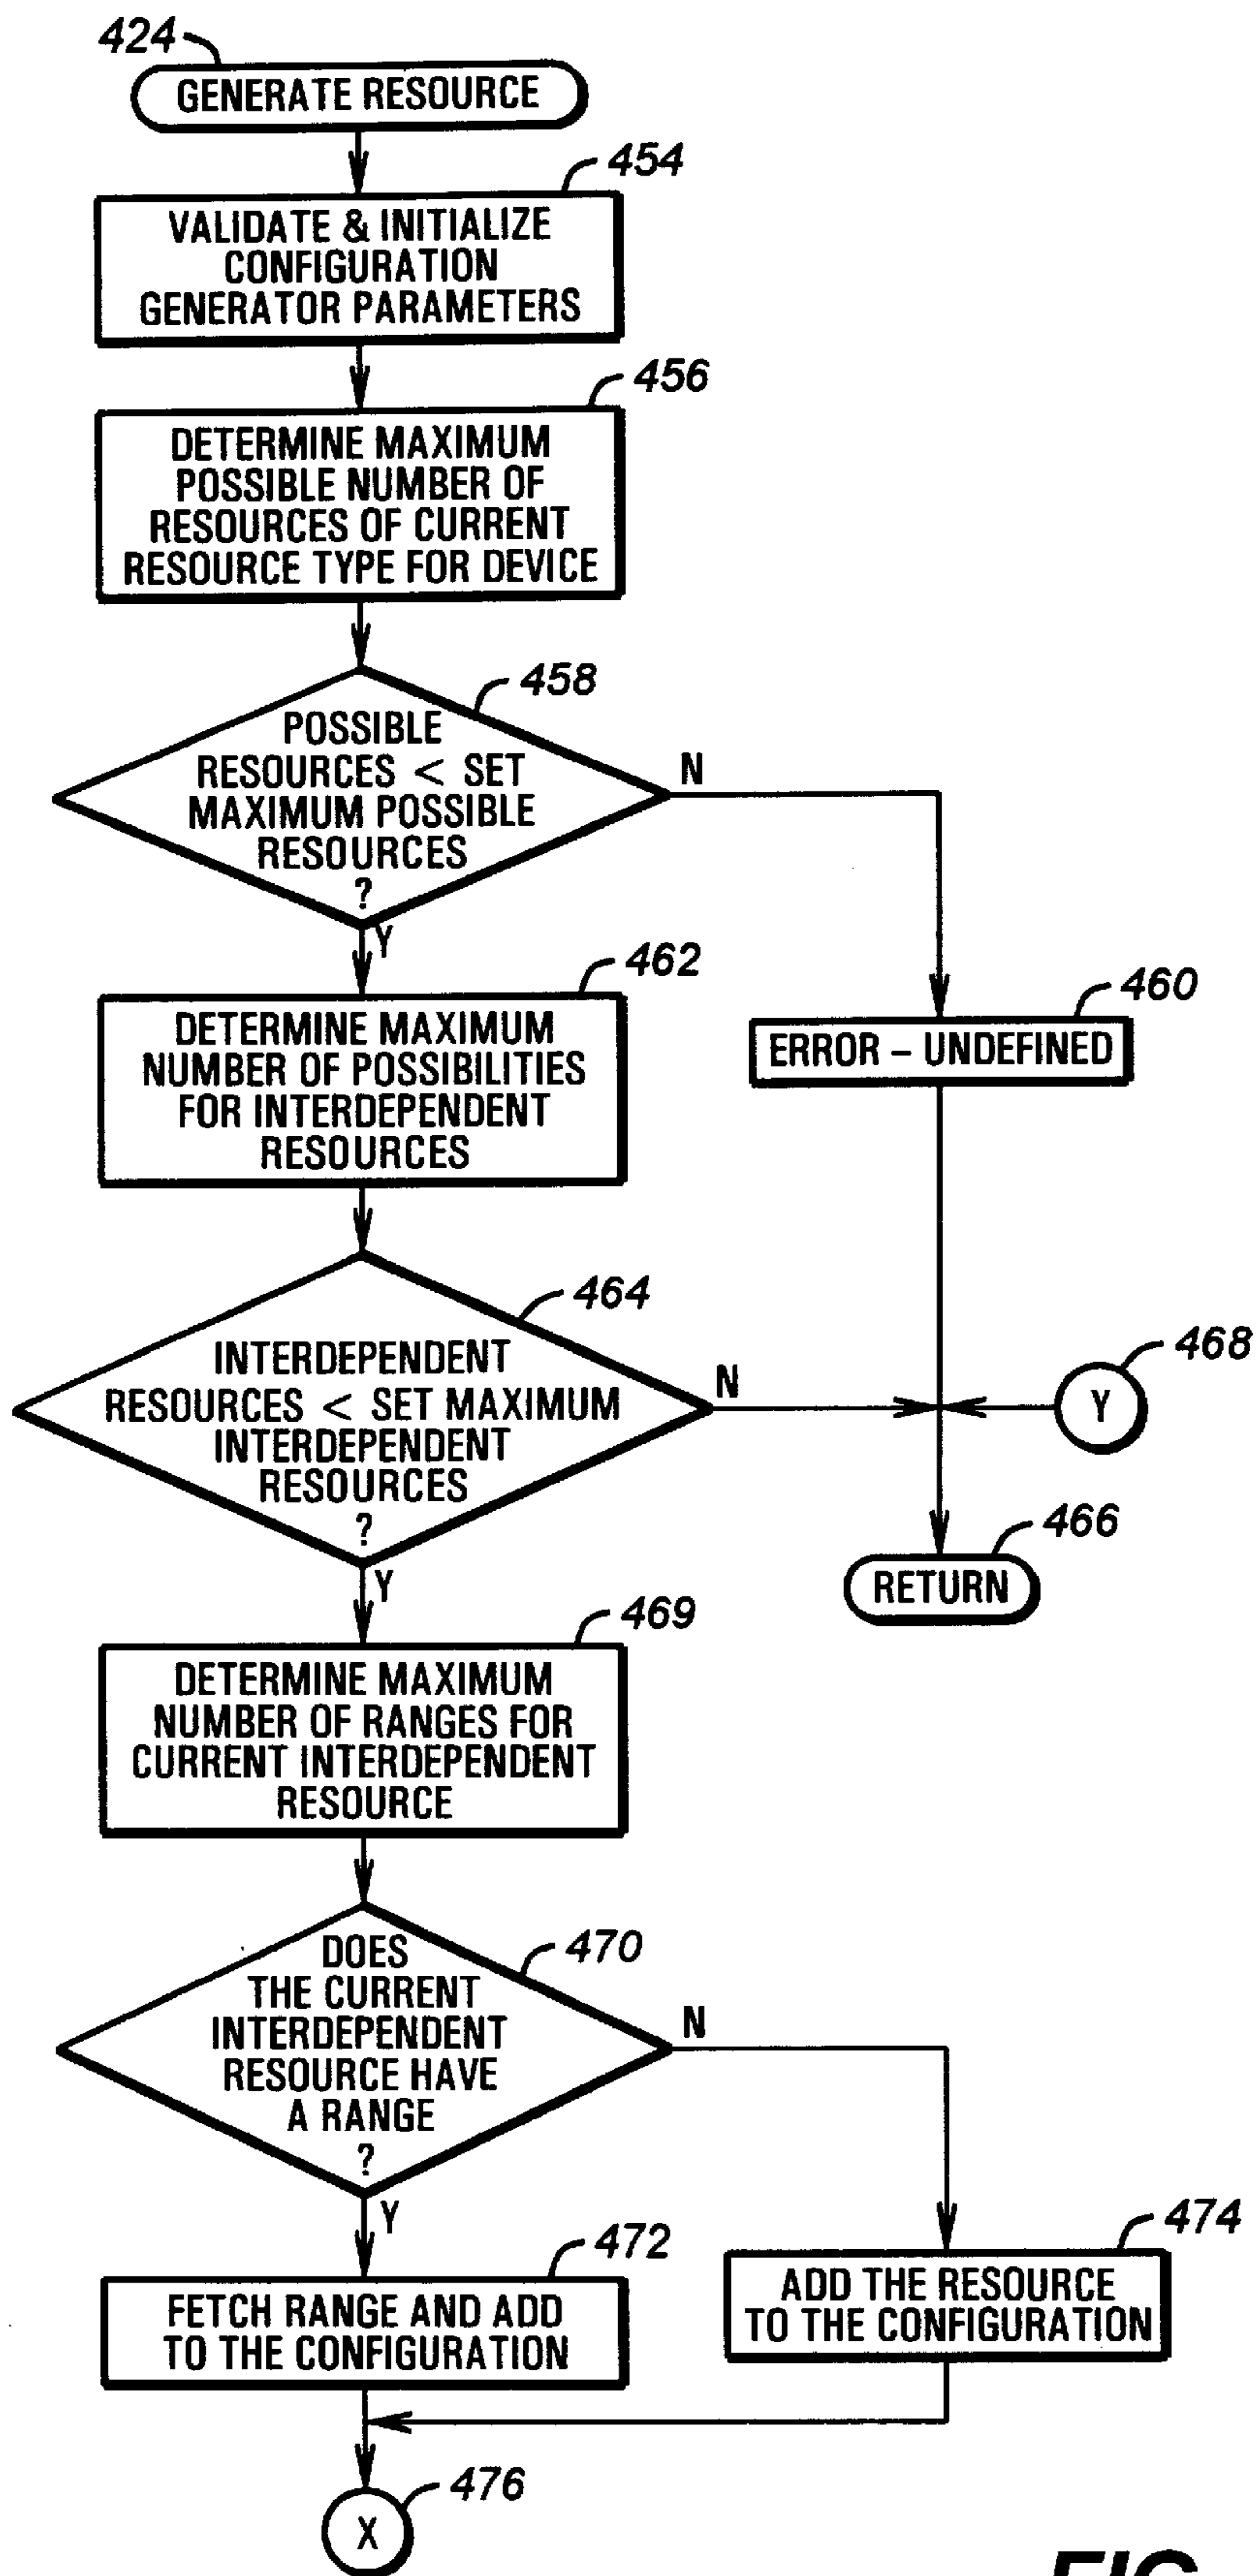 424
GENERATE RESOURCE
454
VALIDATE & INITIALIZE
CONFIGURATION
GENERATOR PARAMETERS
456
DETERMINE MAXIMUM
POSSIBLE NUMBER OF
RESOURCES OF CURRENT
RESOURCE TYPE FOR DEVICE
458
POSSIBLE
RESOURCES < SET
MAXIMUM POSSIBLE
RESOURCES
?
N
Y
460
ERROR – UNDEFINED
462
DETERMINE MAXIMUM
NUMBER OF POSSIBILITIES
FOR INTERDEPENDENT
RESOURCES
464
INTERDEPENDENT
RESOURCES < SET MAXIMUM
INTERDEPENDENT
RESOURCES
?
N
Y
468
Y
466
RETURN
469
DETERMINE MAXIMUM
NUMBER OF RANGES FOR
CURRENT INTERDEPENDENT
RESOURCE
470
DOES
THE CURRENT
INTERDEPENDENT
RESOURCE HAVE
A RANGE
?
N
Y
472
FETCH RANGE AND ADD
TO THE CONFIGURATION
474
ADD THE RESOURCE
TO THE CONFIGURATION
476
X